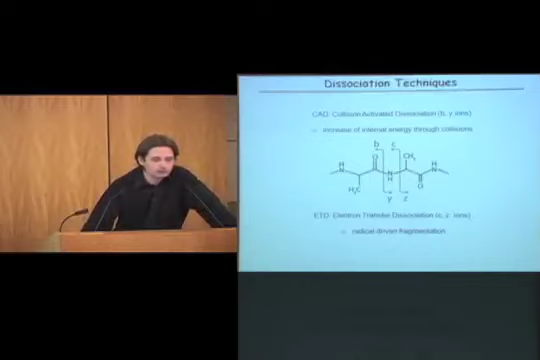 Dissociation Techniques
CAD: Collision Activated Dissociation (b, y ions)
increase of internal energy through collisions
b c
CH₃
O
H
N
H
N
N
H
O
H₃C
y z
ETD: Electron Transfer Dissociation (c, z· ions)
radical driven fragmentation